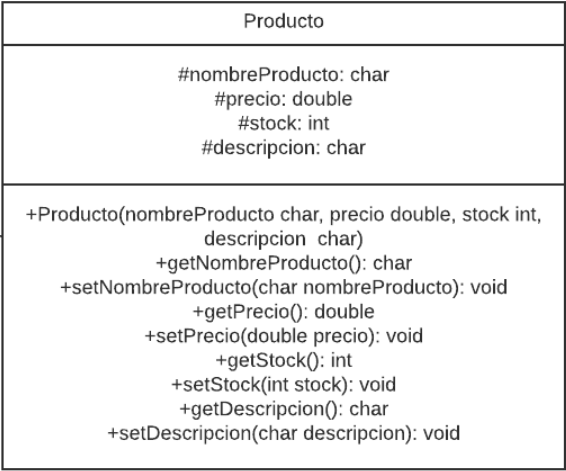 Producto
#nombreProducto: char
#precio: double
#stock: int
#descripcion: char
+Producto(nombreProducto char, precio double, stock int,
descripcion  char)
+getNombreProducto(): char
+setNombreProducto(char nombreProducto): void
+getPrecio(): double
+setPrecio(double precio): void
+getStock(): int
+setStock(int stock): void
+getDescripcion(): char
+setDescripcion(char descripcion): void